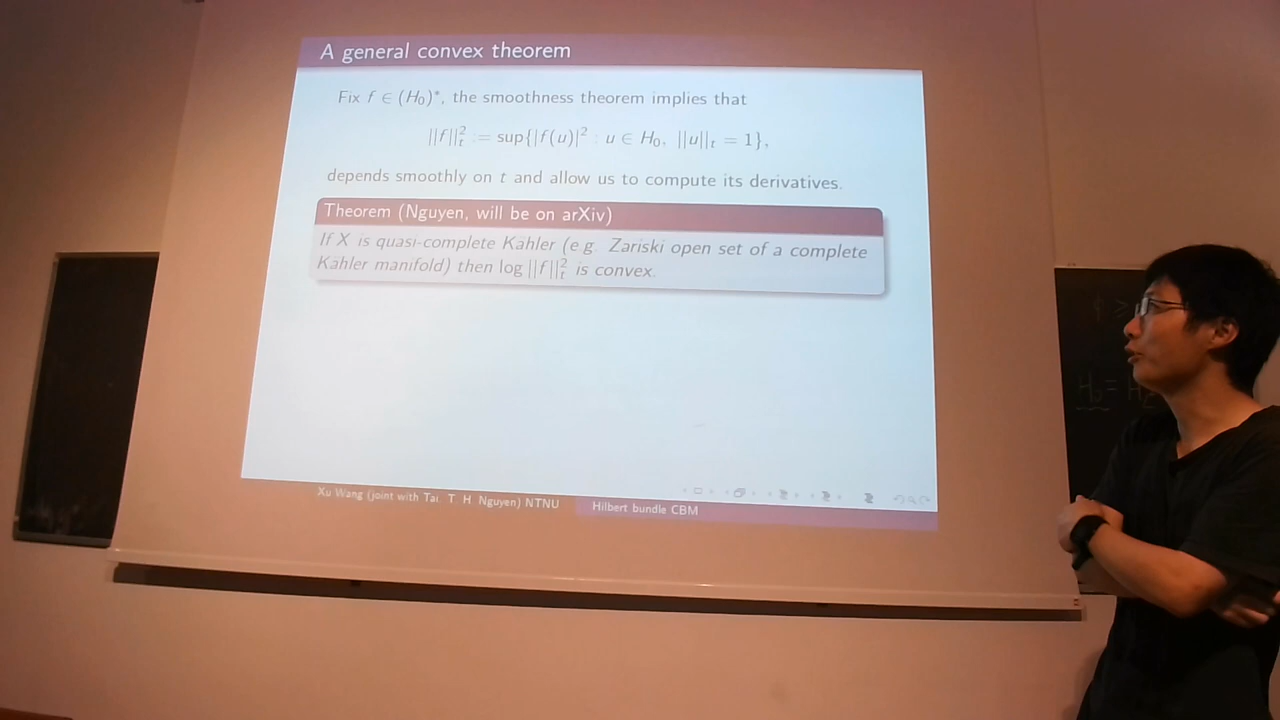 A general convex theorem
Fix f ∈ (H₀)*, the smoothness theorem implies that
||f||²ₜ := sup{|f(u)|² : u ∈ H₀, ||u||ₜ = 1},
depends smoothly on t and allow us to compute its derivatives.
Theorem (Nguyen, will be on arXiv)
If X is quasi-complete Kahler (e.g. Zariski open set of a complete
Kahler manifold) then log ||f||²ₜ is convex.
Xu Wang (joint with Tai. T. H. Nguyen) NTNU
Hilbert bundle CBM